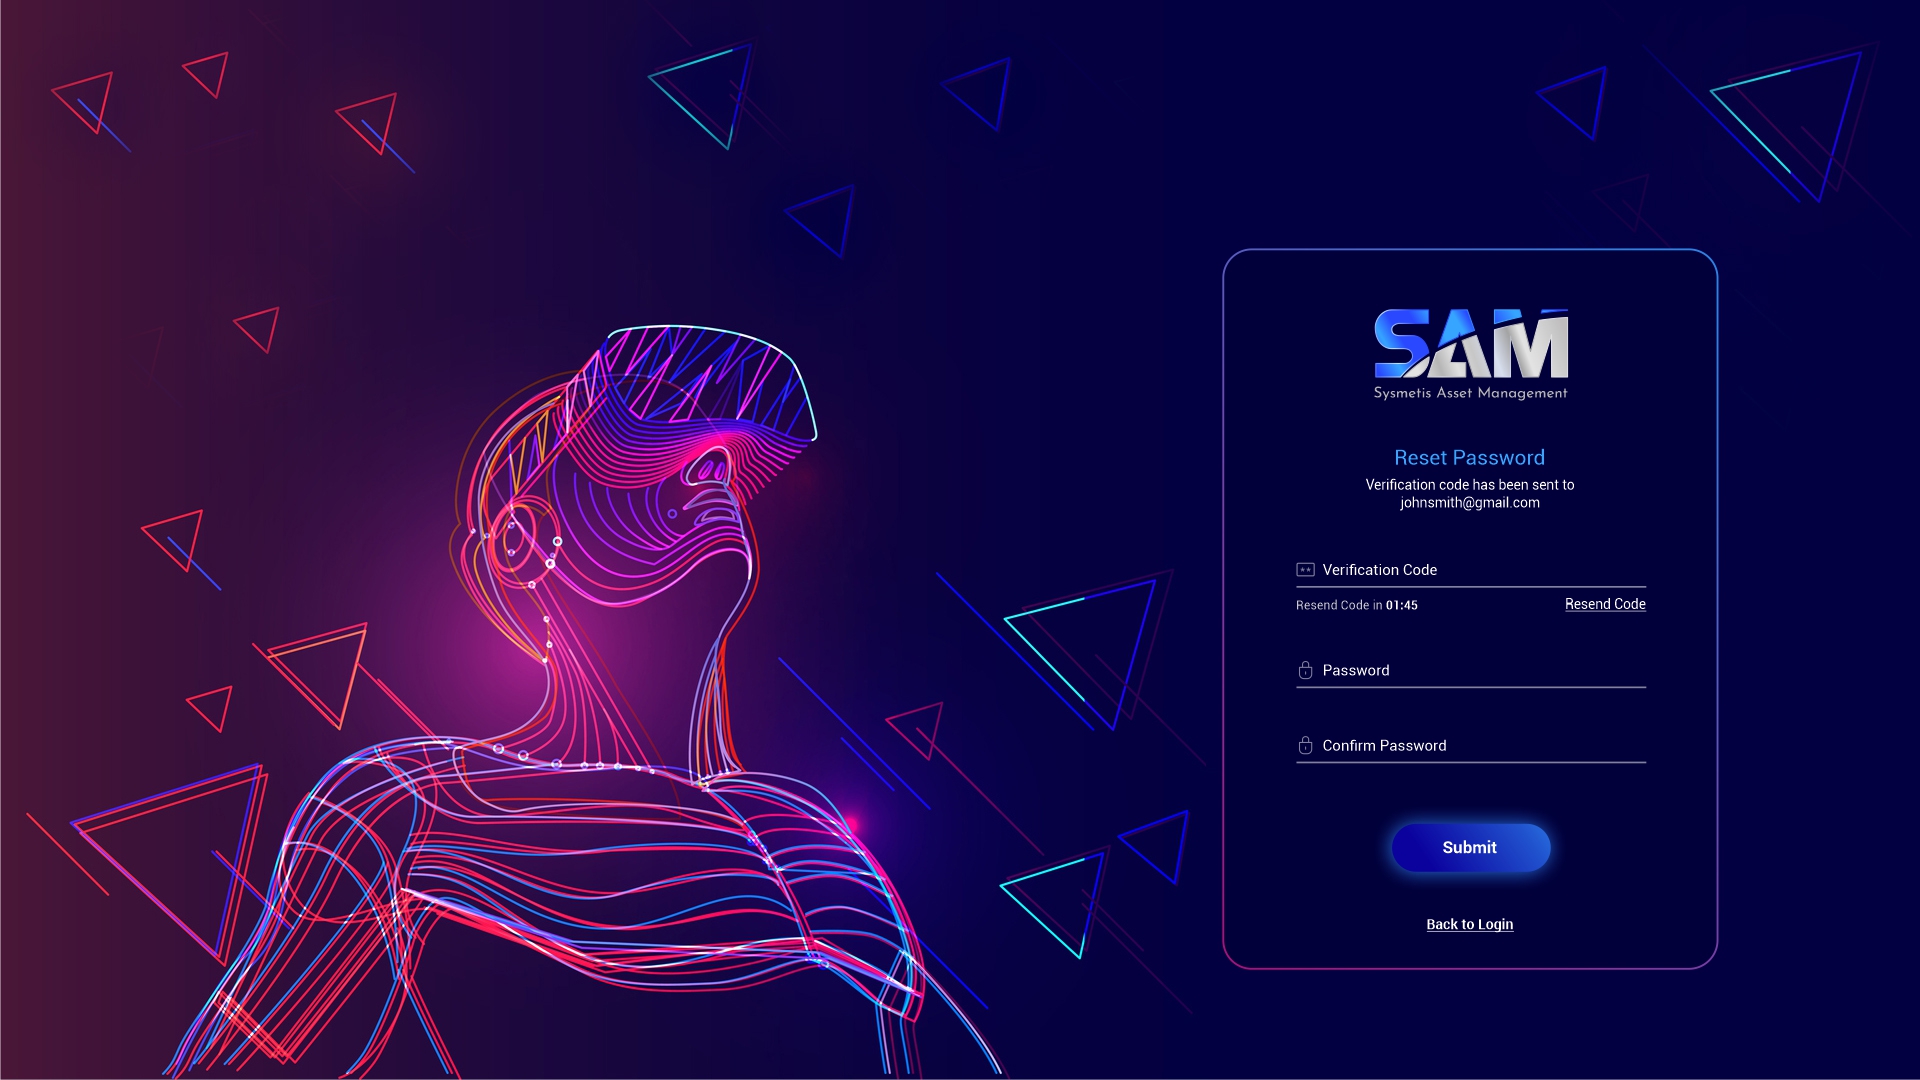 SAM
Sysmetis Asset Management
Reset Password
Verification code has been sent to
johnsmith@gmail.com
** Verification Code
Resend Code in 01:45 Resend Code
Password
Confirm Password
Submit
Back to Login